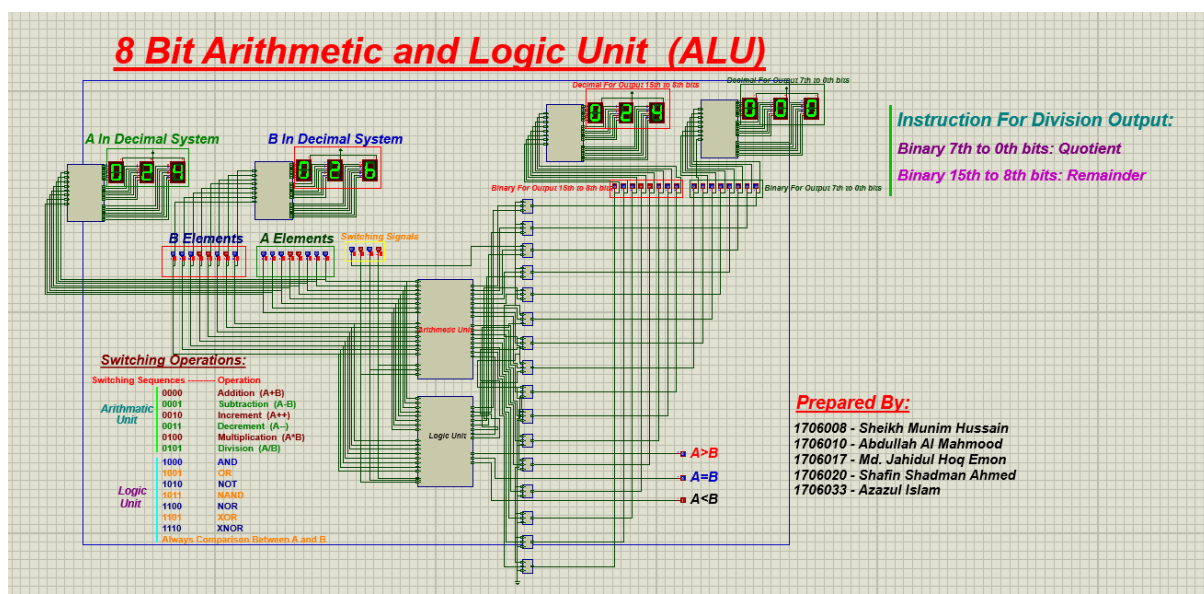 8 Bit Arithmetic and Logic Unit (ALU)
Decimal For Output 15th to 8th bits
Decimal For Output 7th to 0th bits
024
000
Instruction For Division Output:
Binary 7th to 0th bits: Quotient
Binary 15th to 8th bits: Remainder
A In Decimal System
B In Decimal System
024
026
Binary For Output 15th to 8th bits
Binary For Output 7th to 0th bits
B Elements
A Elements
Switching Signals
Arithmetic Unit
Logic Unit
Switching Operations:
Switching Sequences --------- Operation
Arithmatic Unit
0000 Addition (A+B)
0001 Subtraction (A-B)
0010 Increment (A++)
0011 Decrement (A--)
0100 Multiplication (A*B)
0101 Division (A/B)
Logic Unit
1000 AND
1001 OR
1010 NOT
1011 NAND
1100 NOR
1101 XOR
1110 XNOR
Always Comparison Between A and B
A>B
A=B
A<B
Prepared By:
1706008 - Sheikh Munim Hussain
1706010 - Abdullah Al Mahmood
1706017 - Md. Jahidul Hoq Emon
1706020 - Shafin Shadman Ahmed
1706033 - Azazul Islam